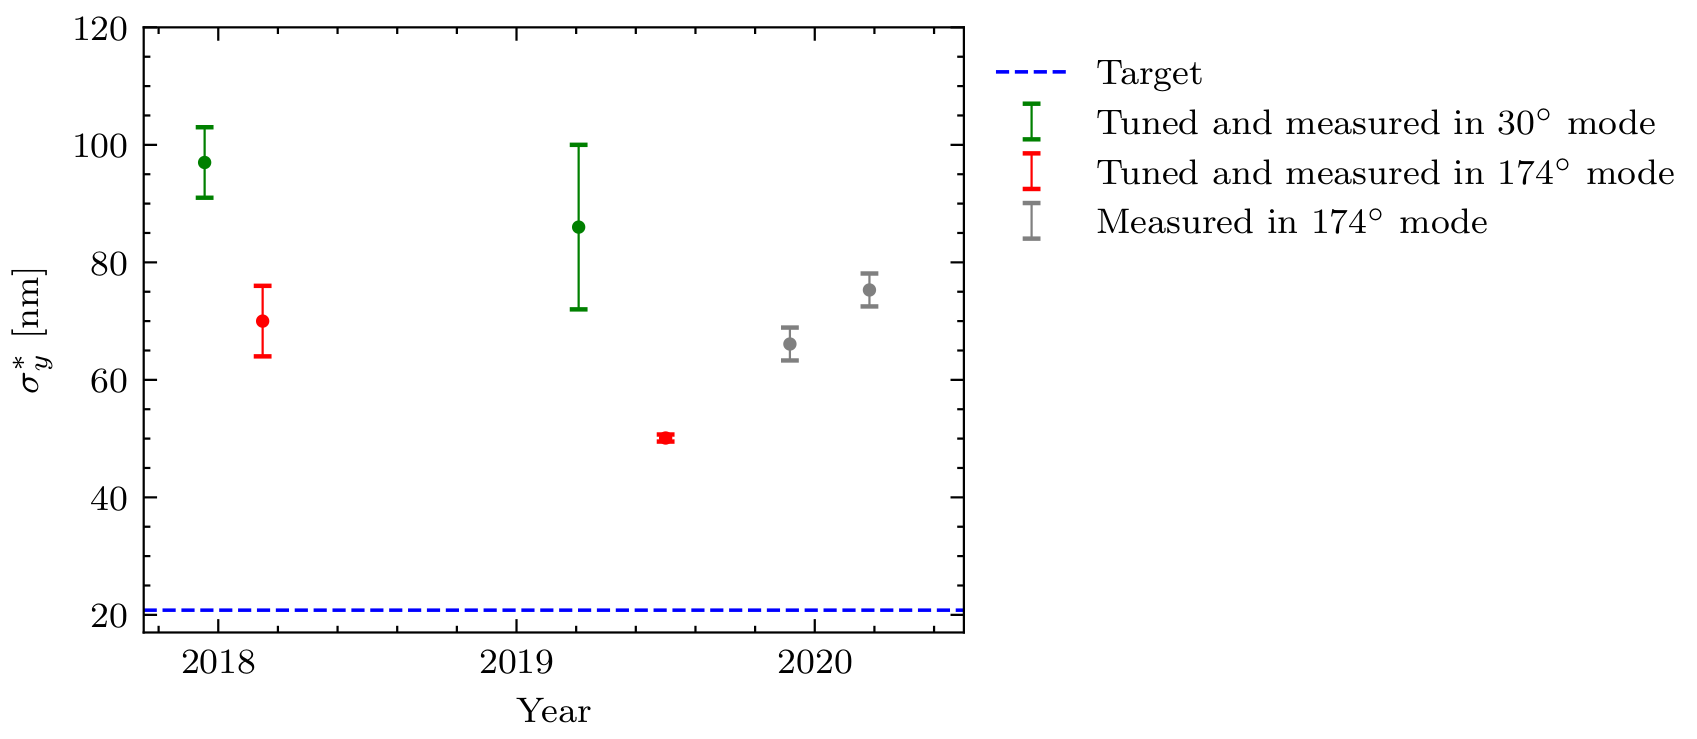 120
100
80
60
40
20
σ*y [nm]
2018 2019 2020
Year
Target
Tuned and measured in 30° mode
Tuned and measured in 174° mode
Measured in 174° mode